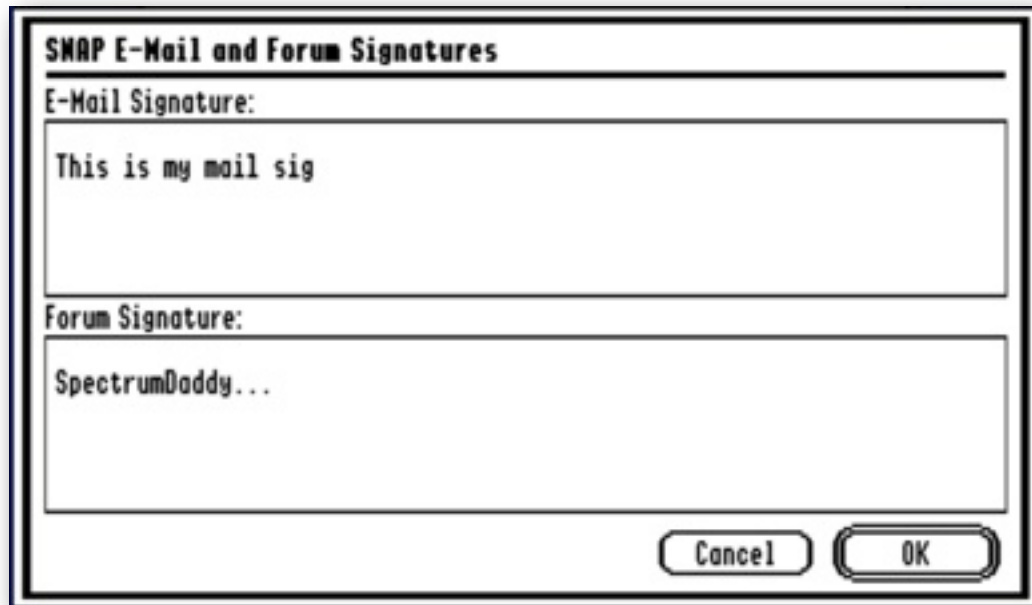 SNAP E-Mail and Forum Signatures
E-Mail Signature:
This is my mail sig
Forum Signature:
SpectrumDaddy...
Cancel
OK